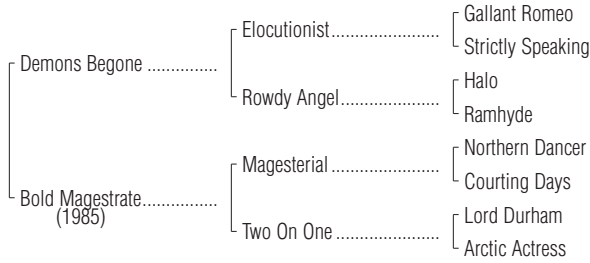 Gallant Romeo
Elocutionist
Strictly Speaking
Demons Begone
Halo
Rowdy Angel
Ramhyde
Northern Dancer
Magesterial
Courting Days
Bold Magestrate
(1985)
Lord Durham
Two On One
Arctic Actress